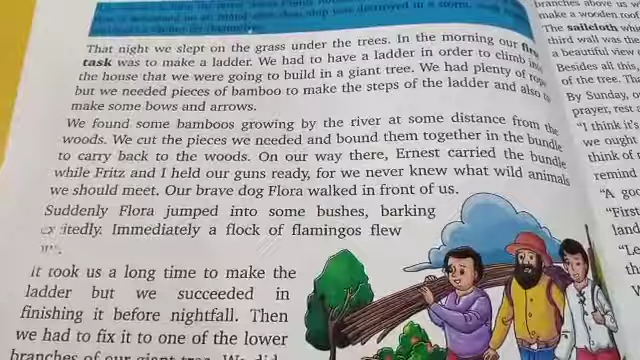 That night we slept on the grass under the trees. In the morning our first
task was to make a ladder. We had to have a ladder in order to climb into
the house that we were going to build in a giant tree. We had plenty of rope
but we needed pieces of bamboo to make the steps of the ladder and also to
make some bows and arrows.
We found some bamboos growing by the river at some distance from the
woods. We cut the pieces we needed and bound them together in the bundle
to carry back to the woods. On our way there, Ernest carried the bundle
while Fritz and I held our guns ready, for we never knew what wild animals
we should meet. Our brave dog Flora walked in front of us.
Suddenly Flora jumped into some bushes, barking
excitedly. Immediately a flock of flamingos flew
It took us a long time to make the
ladder but we succeeded in
finishing it before nightfall. Then
we had to fix it to one of the lower
branches of our giant tree. We did
branches above us
make a wooden
The sailcloth
third wall was the
a beautiful view
Besides all this,
of the tree.
By Sunday,
prayer, rest
"I think it's
we ought
think of
remind
"A
"First
land
"Le